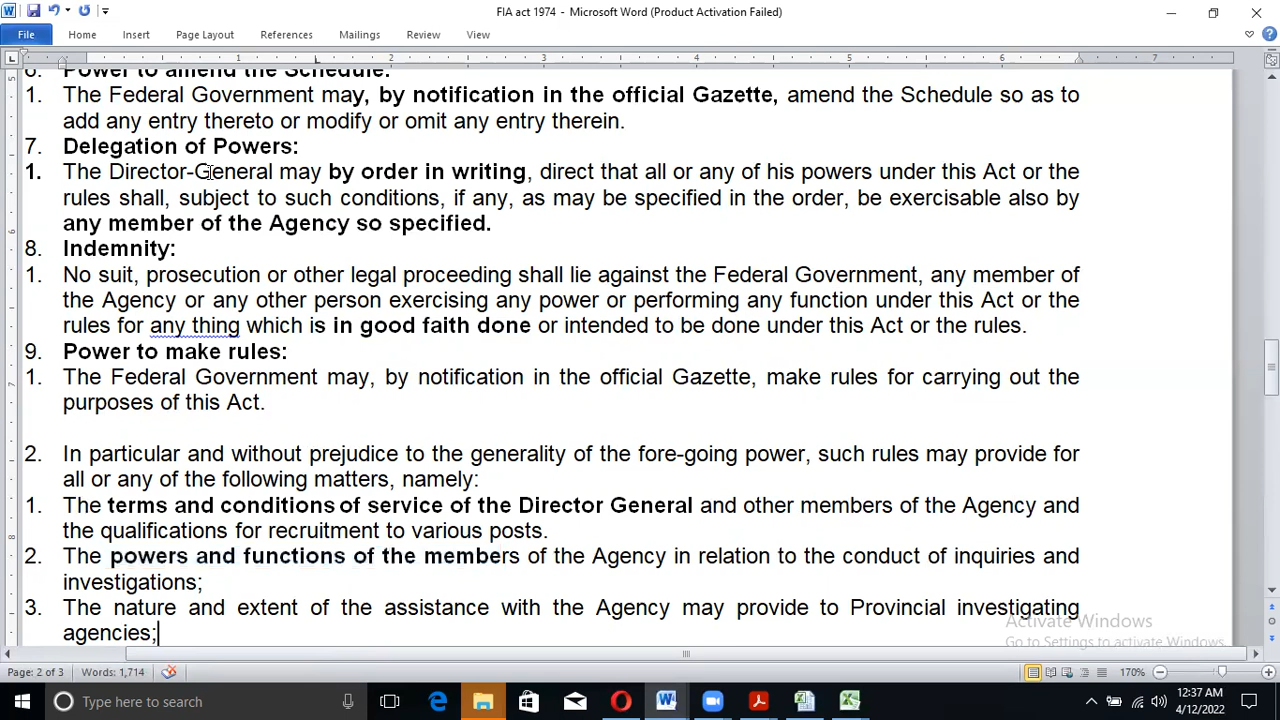 FIA act 1974 - Microsoft Word (Product Activation Failed)
File Home Insert Page Layout References Mailings Review View
1 2 3 4 5 6 7
6. Power to amend the Schedule:
1. The Federal Government may, by notification in the official Gazette, amend the Schedule so as to
add any entry thereto or modify or omit any entry therein.
7. Delegation of Powers:
1. The Director-General may by order in writing, direct that all or any of his powers under this Act or the
rules shall, subject to such conditions, if any, as may be specified in the order, be exercisable also by
any member of the Agency so specified.
8. Indemnity:
1. No suit, prosecution or other legal proceeding shall lie against the Federal Government, any member of
the Agency or any other person exercising any power or performing any function under this Act or the
rules for any thing which is in good faith done or intended to be done under this Act or the rules.
9. Power to make rules:
1. The Federal Government may, by notification in the official Gazette, make rules for carrying out the
purposes of this Act.
2. In particular and without prejudice to the generality of the fore-going power, such rules may provide for
all or any of the following matters, namely:
1. The terms and conditions of service of the Director General and other members of the Agency and
the qualifications for recruitment to various posts.
2. The powers and functions of the members of the Agency in relation to the conduct of inquiries and
investigations;
3. The nature and extent of the assistance with the Agency may provide to Provincial investigating
agencies;
Activate Windows
Go to Settings to activate Windows.
Page: 2 of 3 Words: 1,714 170%
Type here to search
12:37 AM
4/12/2022